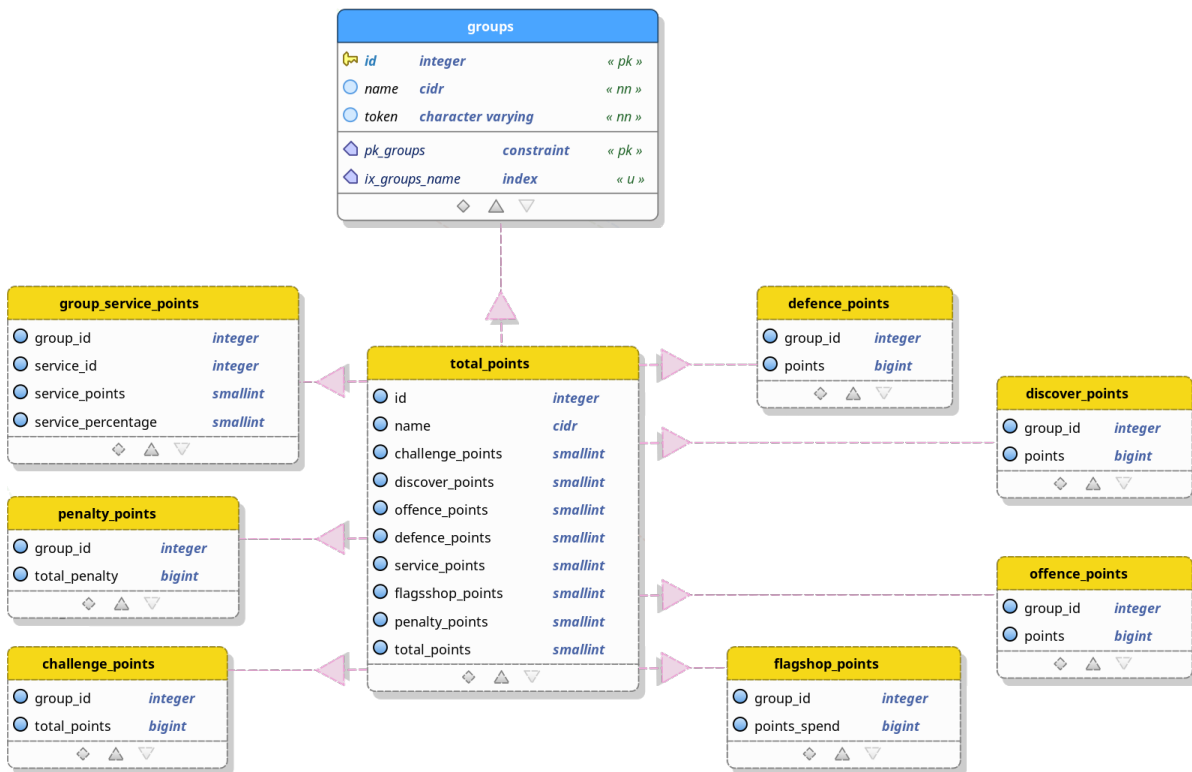 groups
id integer « pk »
name cidr « nn »
token character varying « nn »
pk_groups constraint « pk »
ix_groups_name index « u »
group_service_points
group_id integer
service_id integer
service_points smallint
service_percentage smallint
defence_points
group_id integer
points bigint
total_points
id integer
name cidr
challenge_points smallint
discover_points smallint
offence_points smallint
defence_points smallint
service_points smallint
flagsshop_points smallint
penalty_points smallint
total_points smallint
discover_points
group_id integer
points bigint
penalty_points
group_id integer
total_penalty bigint
offence_points
group_id integer
points bigint
challenge_points
group_id integer
total_points bigint
flagshop_points
group_id integer
points_spend bigint